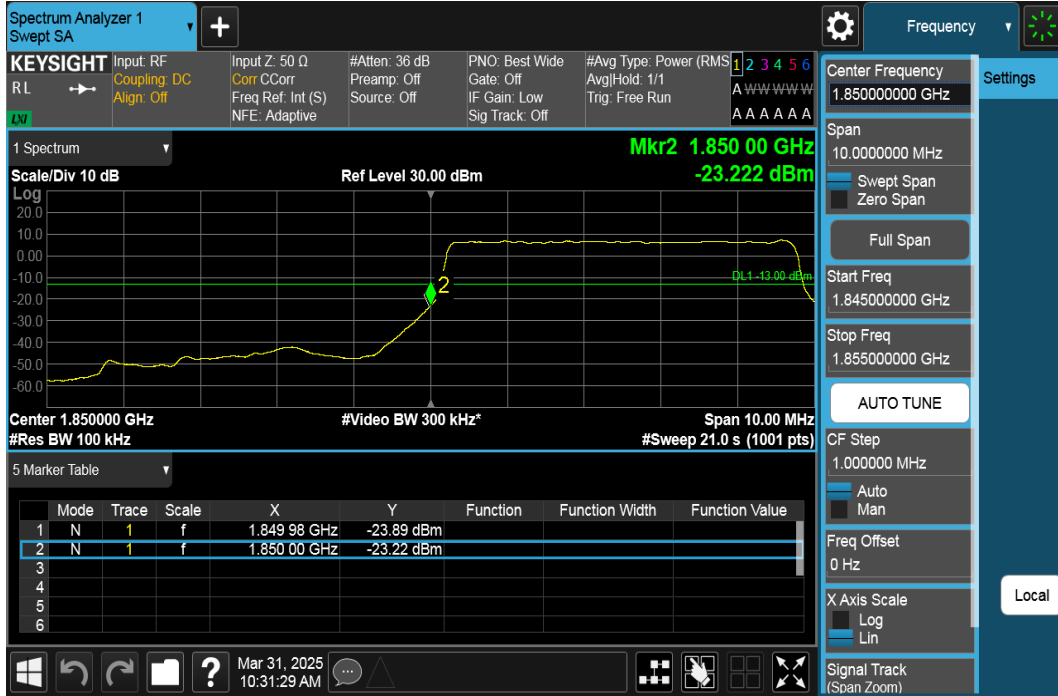 Spectrum Analyzer 1
Swept SA
Frequency
KEYSIGHT
R L
LXI
Input: RF
Coupling: DC
Align: Off
Input Z: 50 Ω
Corr CCorr
Freq Ref: Int (S)
NFE: Adaptive
#Atten: 36 dB
Preamp: Off
Source: Off
PNO: Best Wide
Gate: Off
IF Gain: Low
Sig Track: Off
#Avg Type: Power (RMS
Avg|Hold: 1/1
Trig: Free Run
1 2 3 4 5 6
A W W W W W
A A A A A A
1 Spectrum
Mkr2 1.850 00 GHz
-23.222 dBm
Scale/Div 10 dB
Ref Level 30.00 dBm
Log
20.0
10.0
0.00
-10.0
-20.0
-30.0
-40.0
-50.0
-60.0
2
DL1 -13.00 dBm
Center 1.850000 GHz
#Video BW 300 kHz*
Span 10.00 MHz
#Res BW 100 kHz
#Sweep 21.0 s (1001 pts)
5 Marker Table
Mode Trace Scale X Y Function Function Width Function Value
1 N 1 f 1.849 98 GHz -23.89 dBm
2 N 1 f 1.850 00 GHz -23.22 dBm
3
4
5
6
Mar 31, 2025
10:31:29 AM
?
Center Frequency
1.850000000 GHz
Span
10.0000000 MHz
Swept Span
Zero Span
Full Span
Start Freq
1.845000000 GHz
Stop Freq
1.855000000 GHz
AUTO TUNE
CF Step
1.000000 MHz
Auto
Man
Freq Offset
0 Hz
X Axis Scale
Log
Lin
Signal Track
(Span Zoom)
Settings
Local